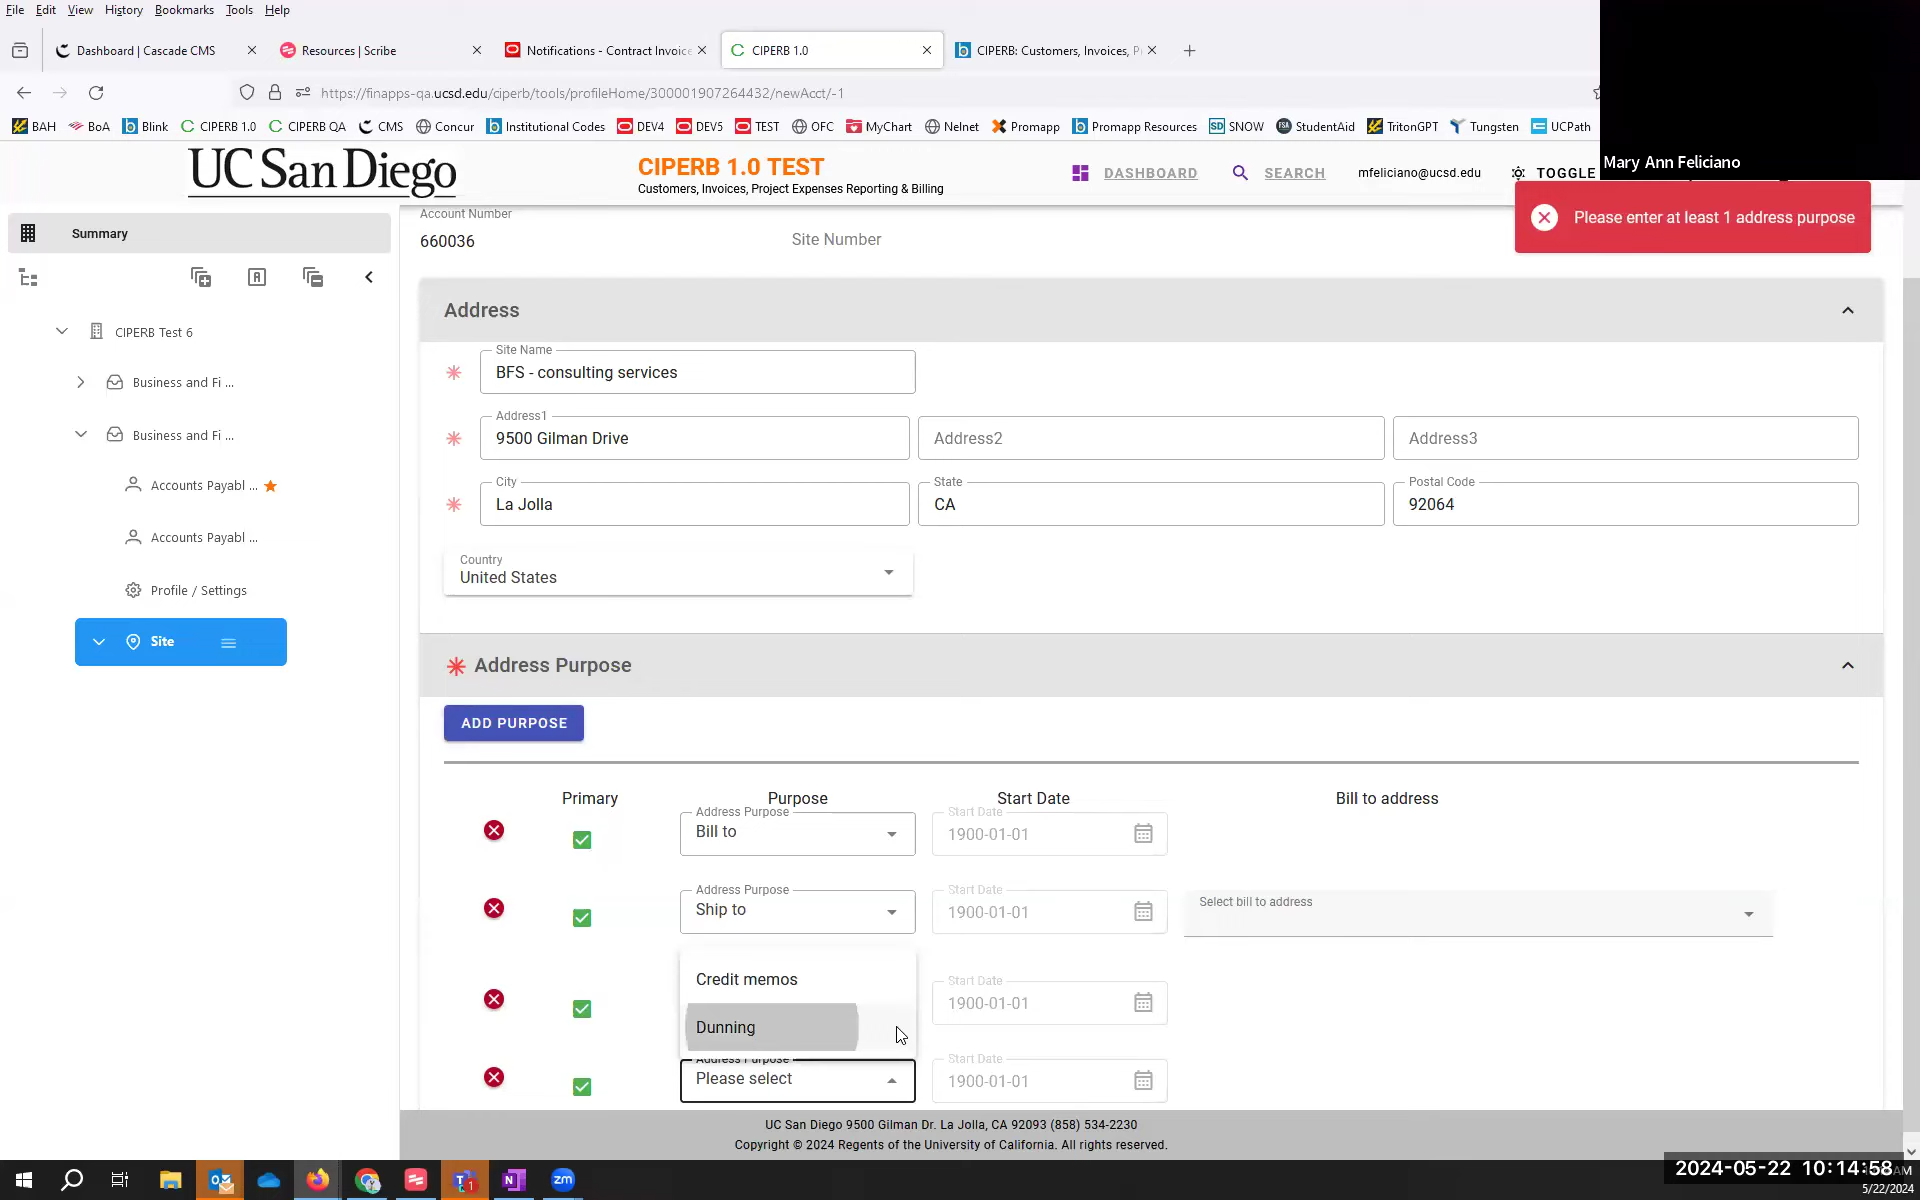 File Edit View History Bookmarks Tools Help
Dashboard | Cascade CMS
Resources | Scribe
Notifications - Contract Invoice
CIPERB 1.0
CIPERB: Customers, Invoices, P
https://finapps-qa.ucsd.edu/ciperb/tools/profileHome/300001907264432/newAcct/-1
BAH BoA Blink CIPERB 1.0 CIPERB QA CMS Concur Institutional Codes DEV4 DEV5 TEST OFC MyChart Nelnet Promapp Promapp Resources SNOW StudentAid TritonGPT Tungsten UCPath
Mary Ann Feliciano
UC San Diego
CIPERB 1.0 TEST
Customers, Invoices, Project Expenses Reporting & Billing
DASHBOARD SEARCH mfeliciano@ucsd.edu TOGGLE
Please enter at least 1 address purpose
Summary
CIPERB Test 6
Business and Fi ...
Business and Fi ...
Accounts Payabl ...
Accounts Payabl ...
Profile / Settings
Site
Account Number
660036
Site Number
Address
Site Name
BFS - consulting services
Address1
9500 Gilman Drive
Address2
Address3
City
La Jolla
State
CA
Postal Code
92064
Country
United States
Address Purpose
ADD PURPOSE
Primary Purpose Start Date Bill to address
Address Purpose
Bill to
Start Date
1900-01-01
Address Purpose
Ship to
Start Date
1900-01-01
Select bill to address
Credit memos
Dunning
Start Date
1900-01-01
Address Purpose
Please select
Start Date
1900-01-01
UC San Diego 9500 Gilman Dr. La Jolla, CA 92093 (858) 534-2230
Copyright © 2024 Regents of the University of California. All rights reserved.
2024-05-22 10:14:58
5/22/2024